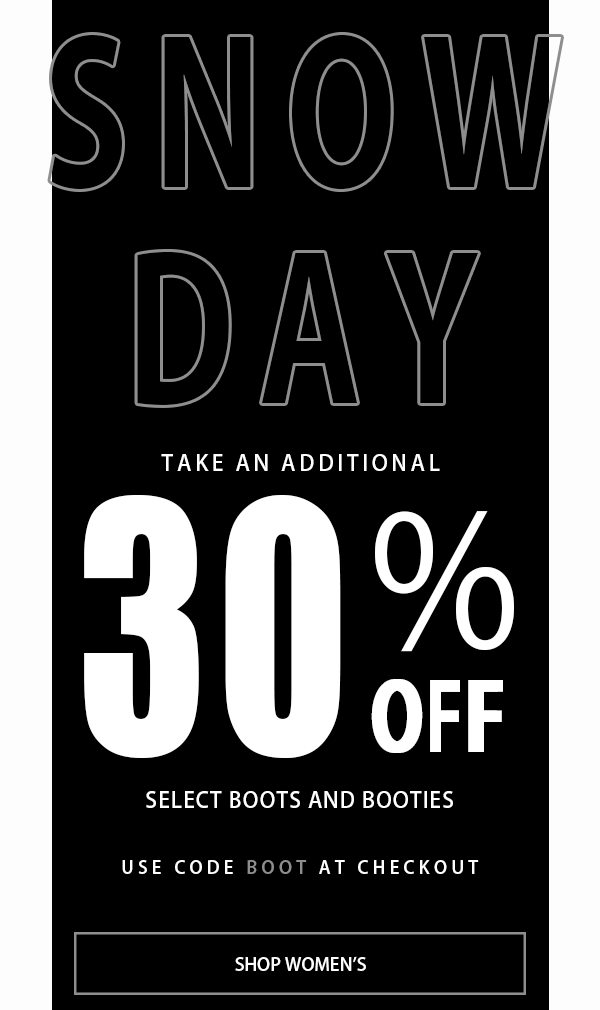 SNOW
DAY
TAKE AN ADDITIONAL
30%
OFF
SELECT BOOTS AND BOOTIES
USE CODE BOOT AT CHECKOUT
SHOP WOMEN'S